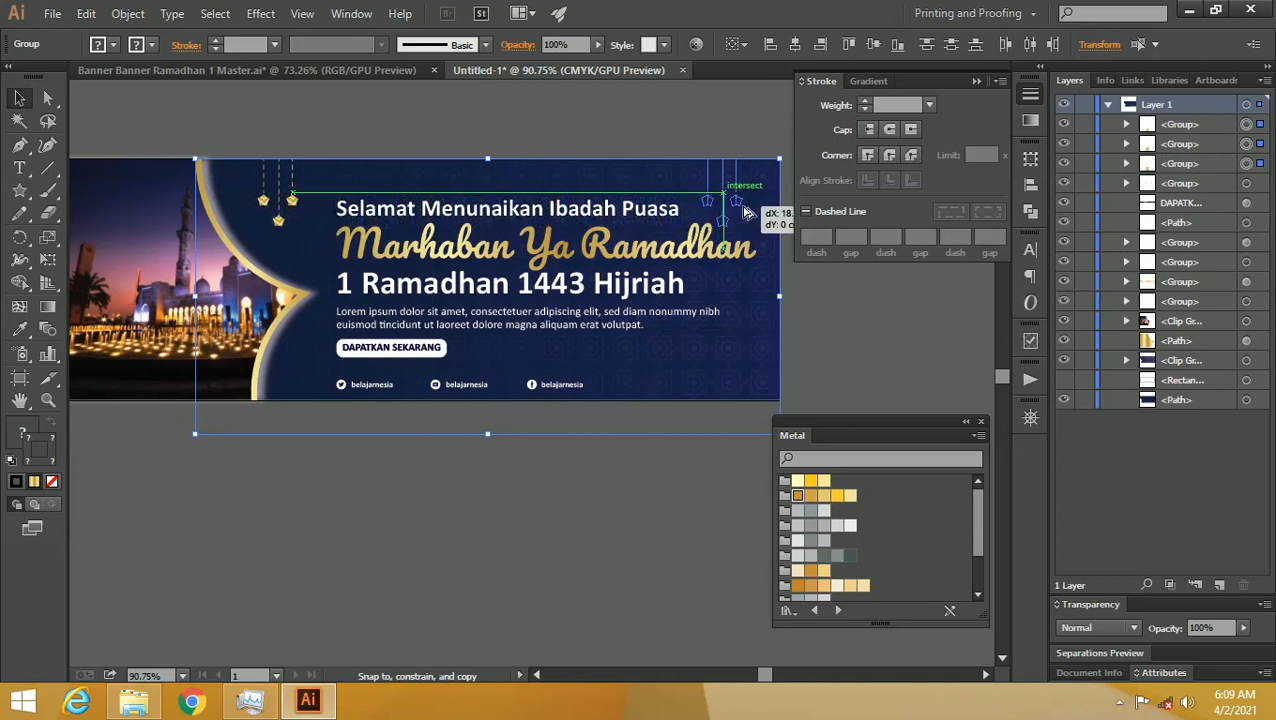 Ai
File
Edit
Object
Type
Select
Effect
View
Window
Help
Br
St
Printing and Proofing
Group
Stroke:
Basic
Opacity:
100%
Style:
Transform
Banner Banner Ramadhan 1 Master.ai* @ 73.26% (RGB/GPU Preview)
Untitled-1* @ 90.75% (CMYK/GPU Preview)
Stroke
Gradient
Weight:
Cap:
Corner:
Limit:
x
Align Stroke:
Dashed Line
dash
gap
dash
gap
dash
gap
Layers
Info
Links
Libraries
Artboards
Layer 1
<Group>
<Group>
<Group>
<Group>
DAPATK...
<Path>
<Group>
<Group>
<Group>
<Group>
<Clip Gr...
<Path>
<Clip Gr...
<Rectan...
<Path>
1 Layer
Transparency
Normal
Opacity:
100%
Separations Preview
Document Info
Attributes
intersect
dX: 18.
dY: 0 c
Selamat Menunaikan Ibadah Puasa
Marhaban Ya Ramadhan
1 Ramadhan 1443 Hijriah
Lorem ipsum dolor sit amet, consectetuer adipiscing elit, sed diam nonummy nibh
euismod tincidunt ut laoreet dolore magna aliquam erat volutpat.
DAPATKAN SEKARANG
belajarnesia
belajarnesia
belajarnesia
Metal
90.75%
1
Snap to, constrain, and copy
Ai
6:09 AM
4/2/2021